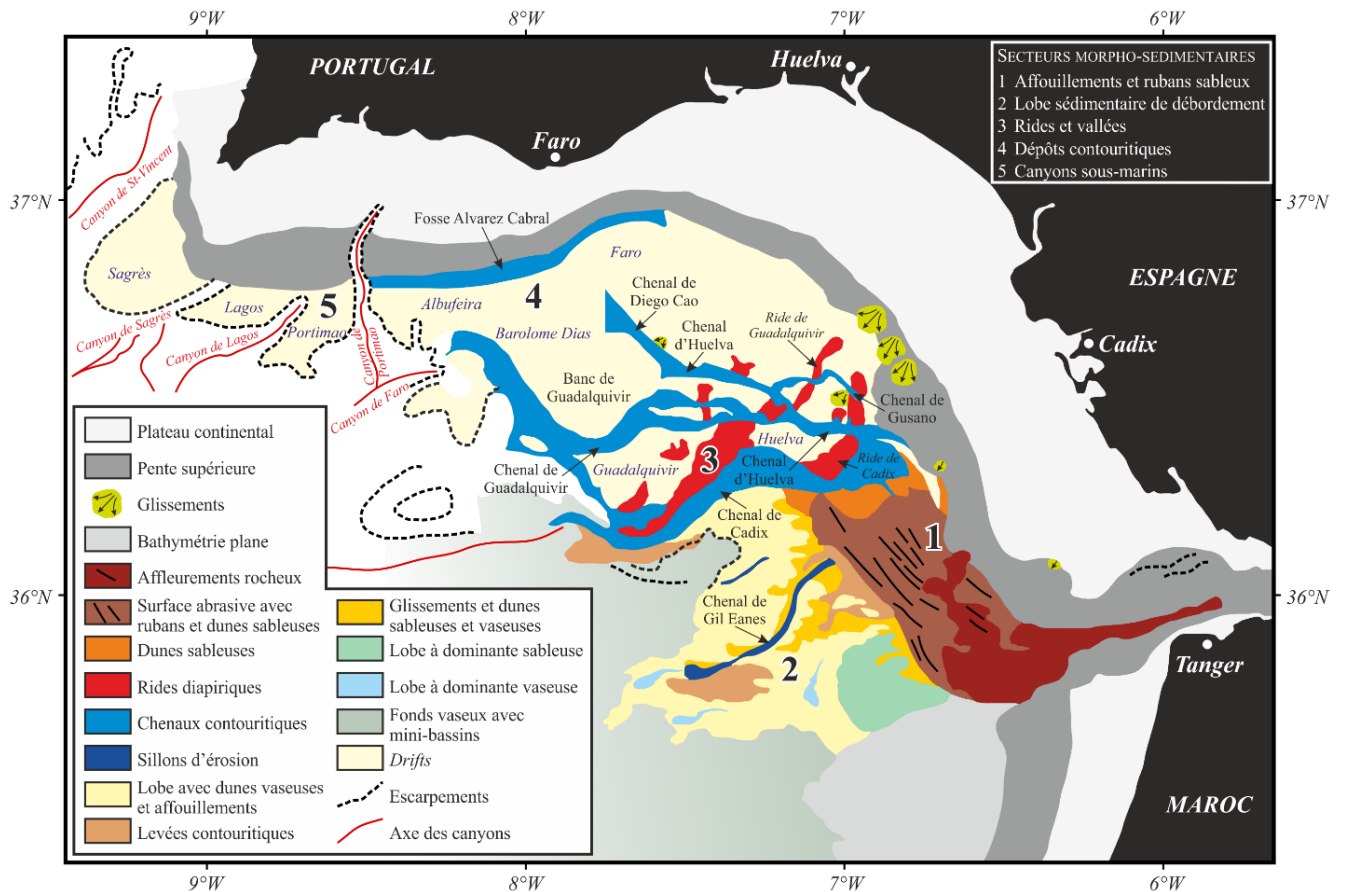 9°W
8°W
7°W
6°W
PORTUGAL
Huelva
Faro
SECTEURS MORPHO-SEDIMENTAIRES
1 Affouillements et rubans sableux
2 Lobe sédimentaire de débordement
3 Rides et vallées
4 Dépôts contouritiques
5 Canyons sous-marins
37°N
37°N
Canyon de St-Vincent
Fosse Alvarez Cabral
Faro
ESPAGNE
Sagrès
Chenal de
Diego Cao
5
4
Lagos
Albufeira
Portimao
Barolome Dias
Ride de
Guadalquivir
Chenal
d'Huelva
Cadix
Canyon de Sagrès
Canyon de Lagos
Canyon de
Portimao
Canyon de Faro
Banc de
Guadalquivir
Chenal de
Gusano
Huelva
3
Guadalquivir
Chenal de
Guadalquivir
Chenal
d'Huelva
Ride de
Cadix
Chenal de
Cadix
1
36°N
36°N
Chenal de
Gil Eanes
2
Tanger
MAROC
Plateau continental
Pente supérieure
Glissements
Bathymétrie plane
Affleurements rocheux
Surface abrasive avec
rubans et dunes sableuses
Dunes sableuses
Rides diapiriques
Chenaux contouritiques
Sillons d'érosion
Lobe avec dunes vaseuses
et affouillements
Levées contouritiques
Glissements et dunes
sableuses et vaseuses
Lobe à dominante sableuse
Lobe à dominante vaseuse
Fonds vaseux avec
mini-bassins
Drifts
Escarpements
Axe des canyons
9°W
8°W
7°W
6°W